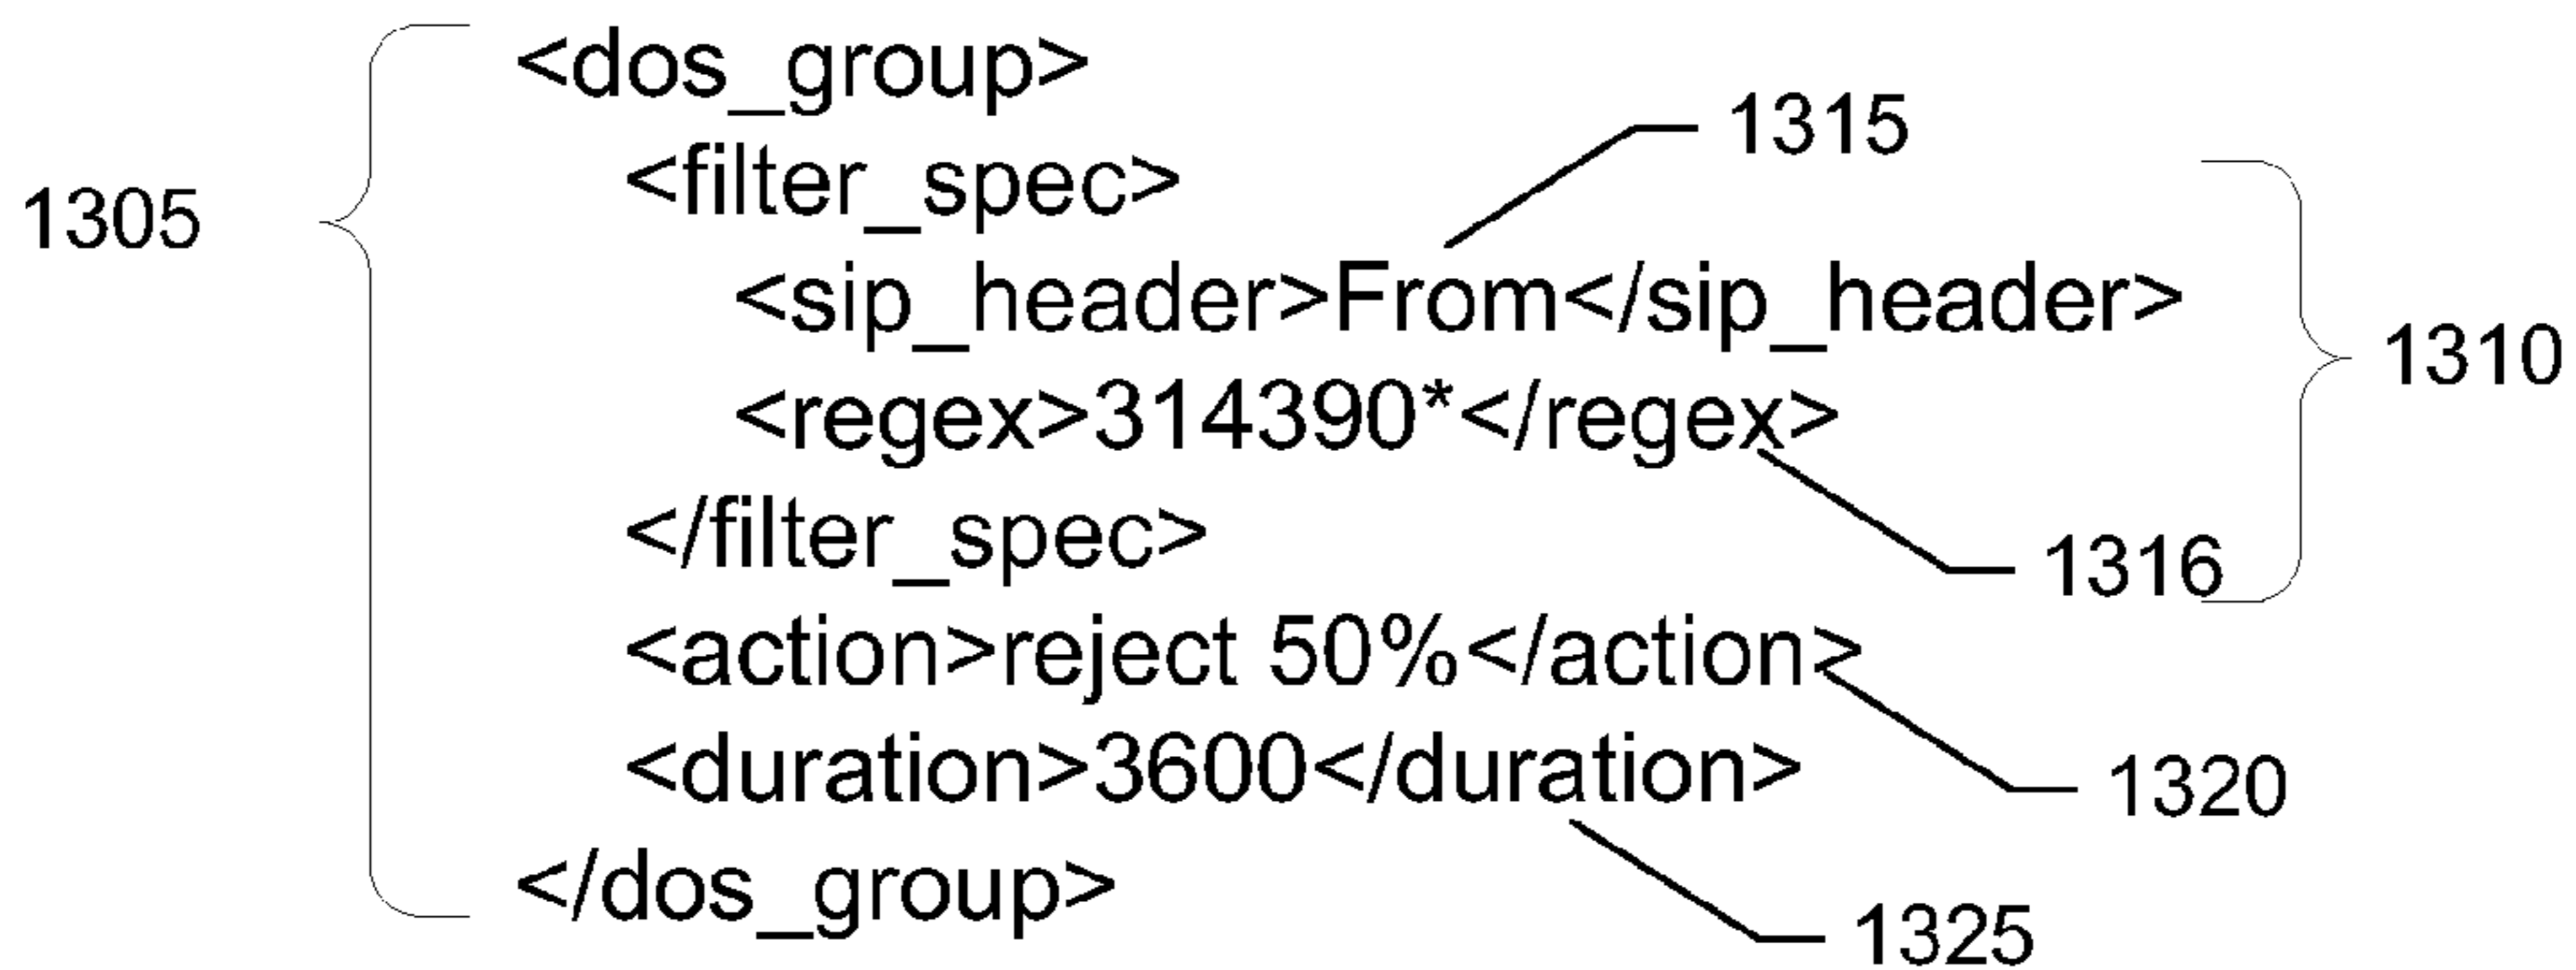 <dos_group>
1315
<filter_spec>
1305
<sip_header>From</sip_header>
1310
<regex>314390*</regex>
</filter_spec>
1316
<action>reject 50%</action>
<duration>3600</duration>
1320
</dos_group>
1325